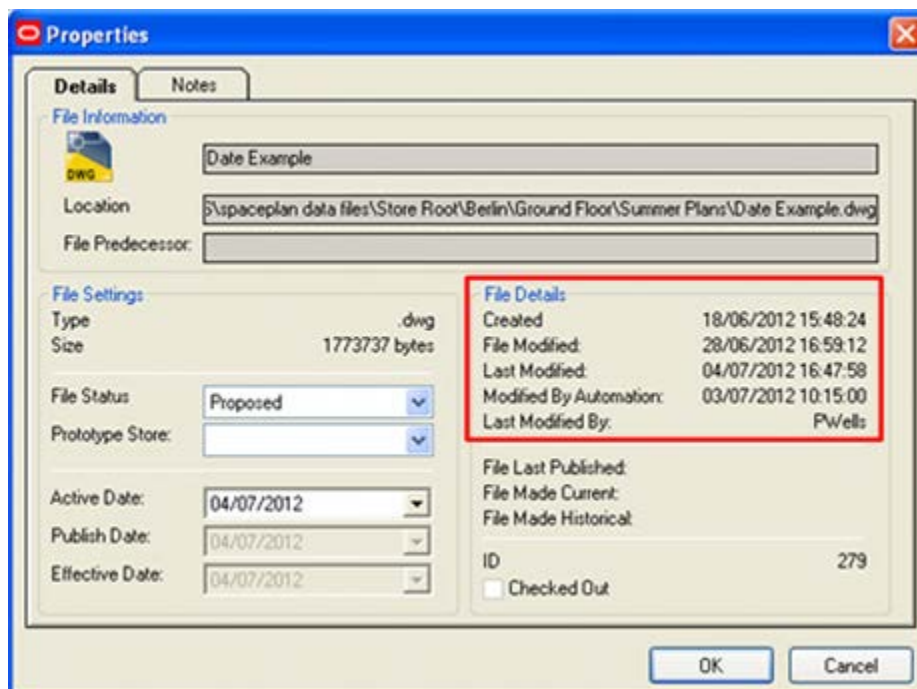 Properties
Details Notes
File Information
DWG
Date Example
Location 5\spaceplan data files\Store Root\Berlin\Ground Floor\Summer Plans\Date Example.dwg
File Predecessor:
File Settings
Type .dwg
Size 1773737 bytes
File Status Proposed
Prototype Store:
Active Date: 04/07/2012
Publish Date: 04/07/2012
Effective Date: 04/07/2012
File Details
Created 18/06/2012 15:48:24
File Modified: 28/06/2012 16:59:12
Last Modified: 04/07/2012 16:47:58
Modified By Automation: 03/07/2012 10:15:00
Last Modified By: PWells
File Last Published:
File Made Current:
File Made Historical:
ID 279
Checked Out
OK Cancel